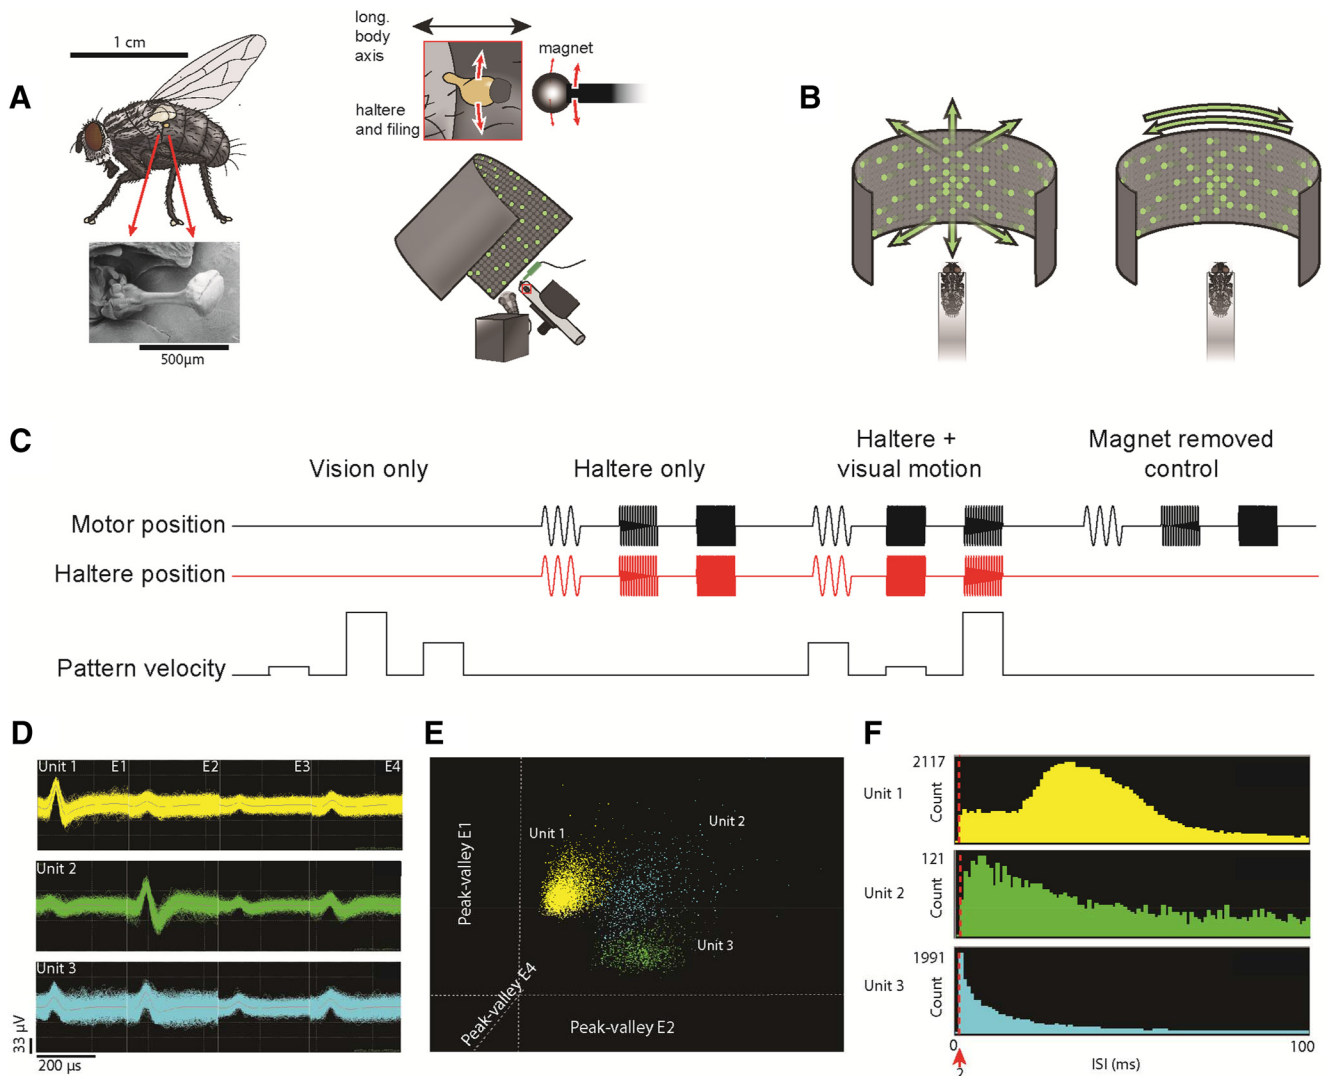 A
1 cm
500µm
long.
body
axis
magnet
haltere
and filing
B
C
Vision only
Haltere only
Haltere +
visual motion
Magnet removed
control
Motor position
Haltere position
Pattern velocity
D
Unit 1 E1 E2 E3 E4
Unit 2
Unit 3
33 µV
200 µs
E
Peak-valley E1
Unit 1
Unit 2
Unit 3
Peak-valley E4
Peak-valley E2
F
2117
Unit 1
Count
121
Unit 2
Count
1991
Unit 3
Count
0
100
2
ISI (ms)